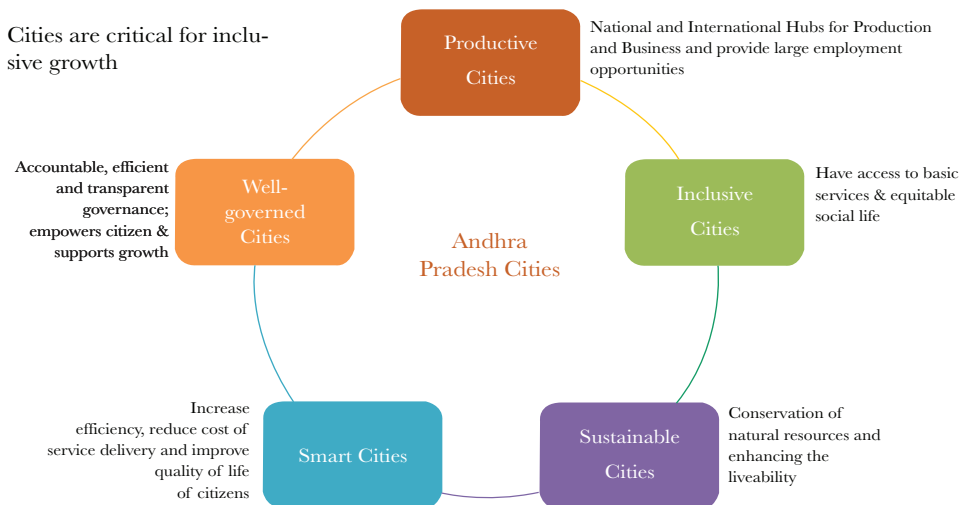 Cities are critical for inclu-
sive growth
Productive
Cities
National and International Hubs for Production
and Business and provide large employment
opportunities
Accountable, efficient
and transparent
governance;
empowers citizen &
supports growth
Well-
governed
Cities
Inclusive
Cities
Have access to basic
services & equitable
social life
Andhra
Pradesh Cities
Increase
efficiency, reduce cost of
service delivery and improve
quality of life
of citizens
Smart Cities
Sustainable
Cities
Conservation of
natural resources and
enhancing the
liveability